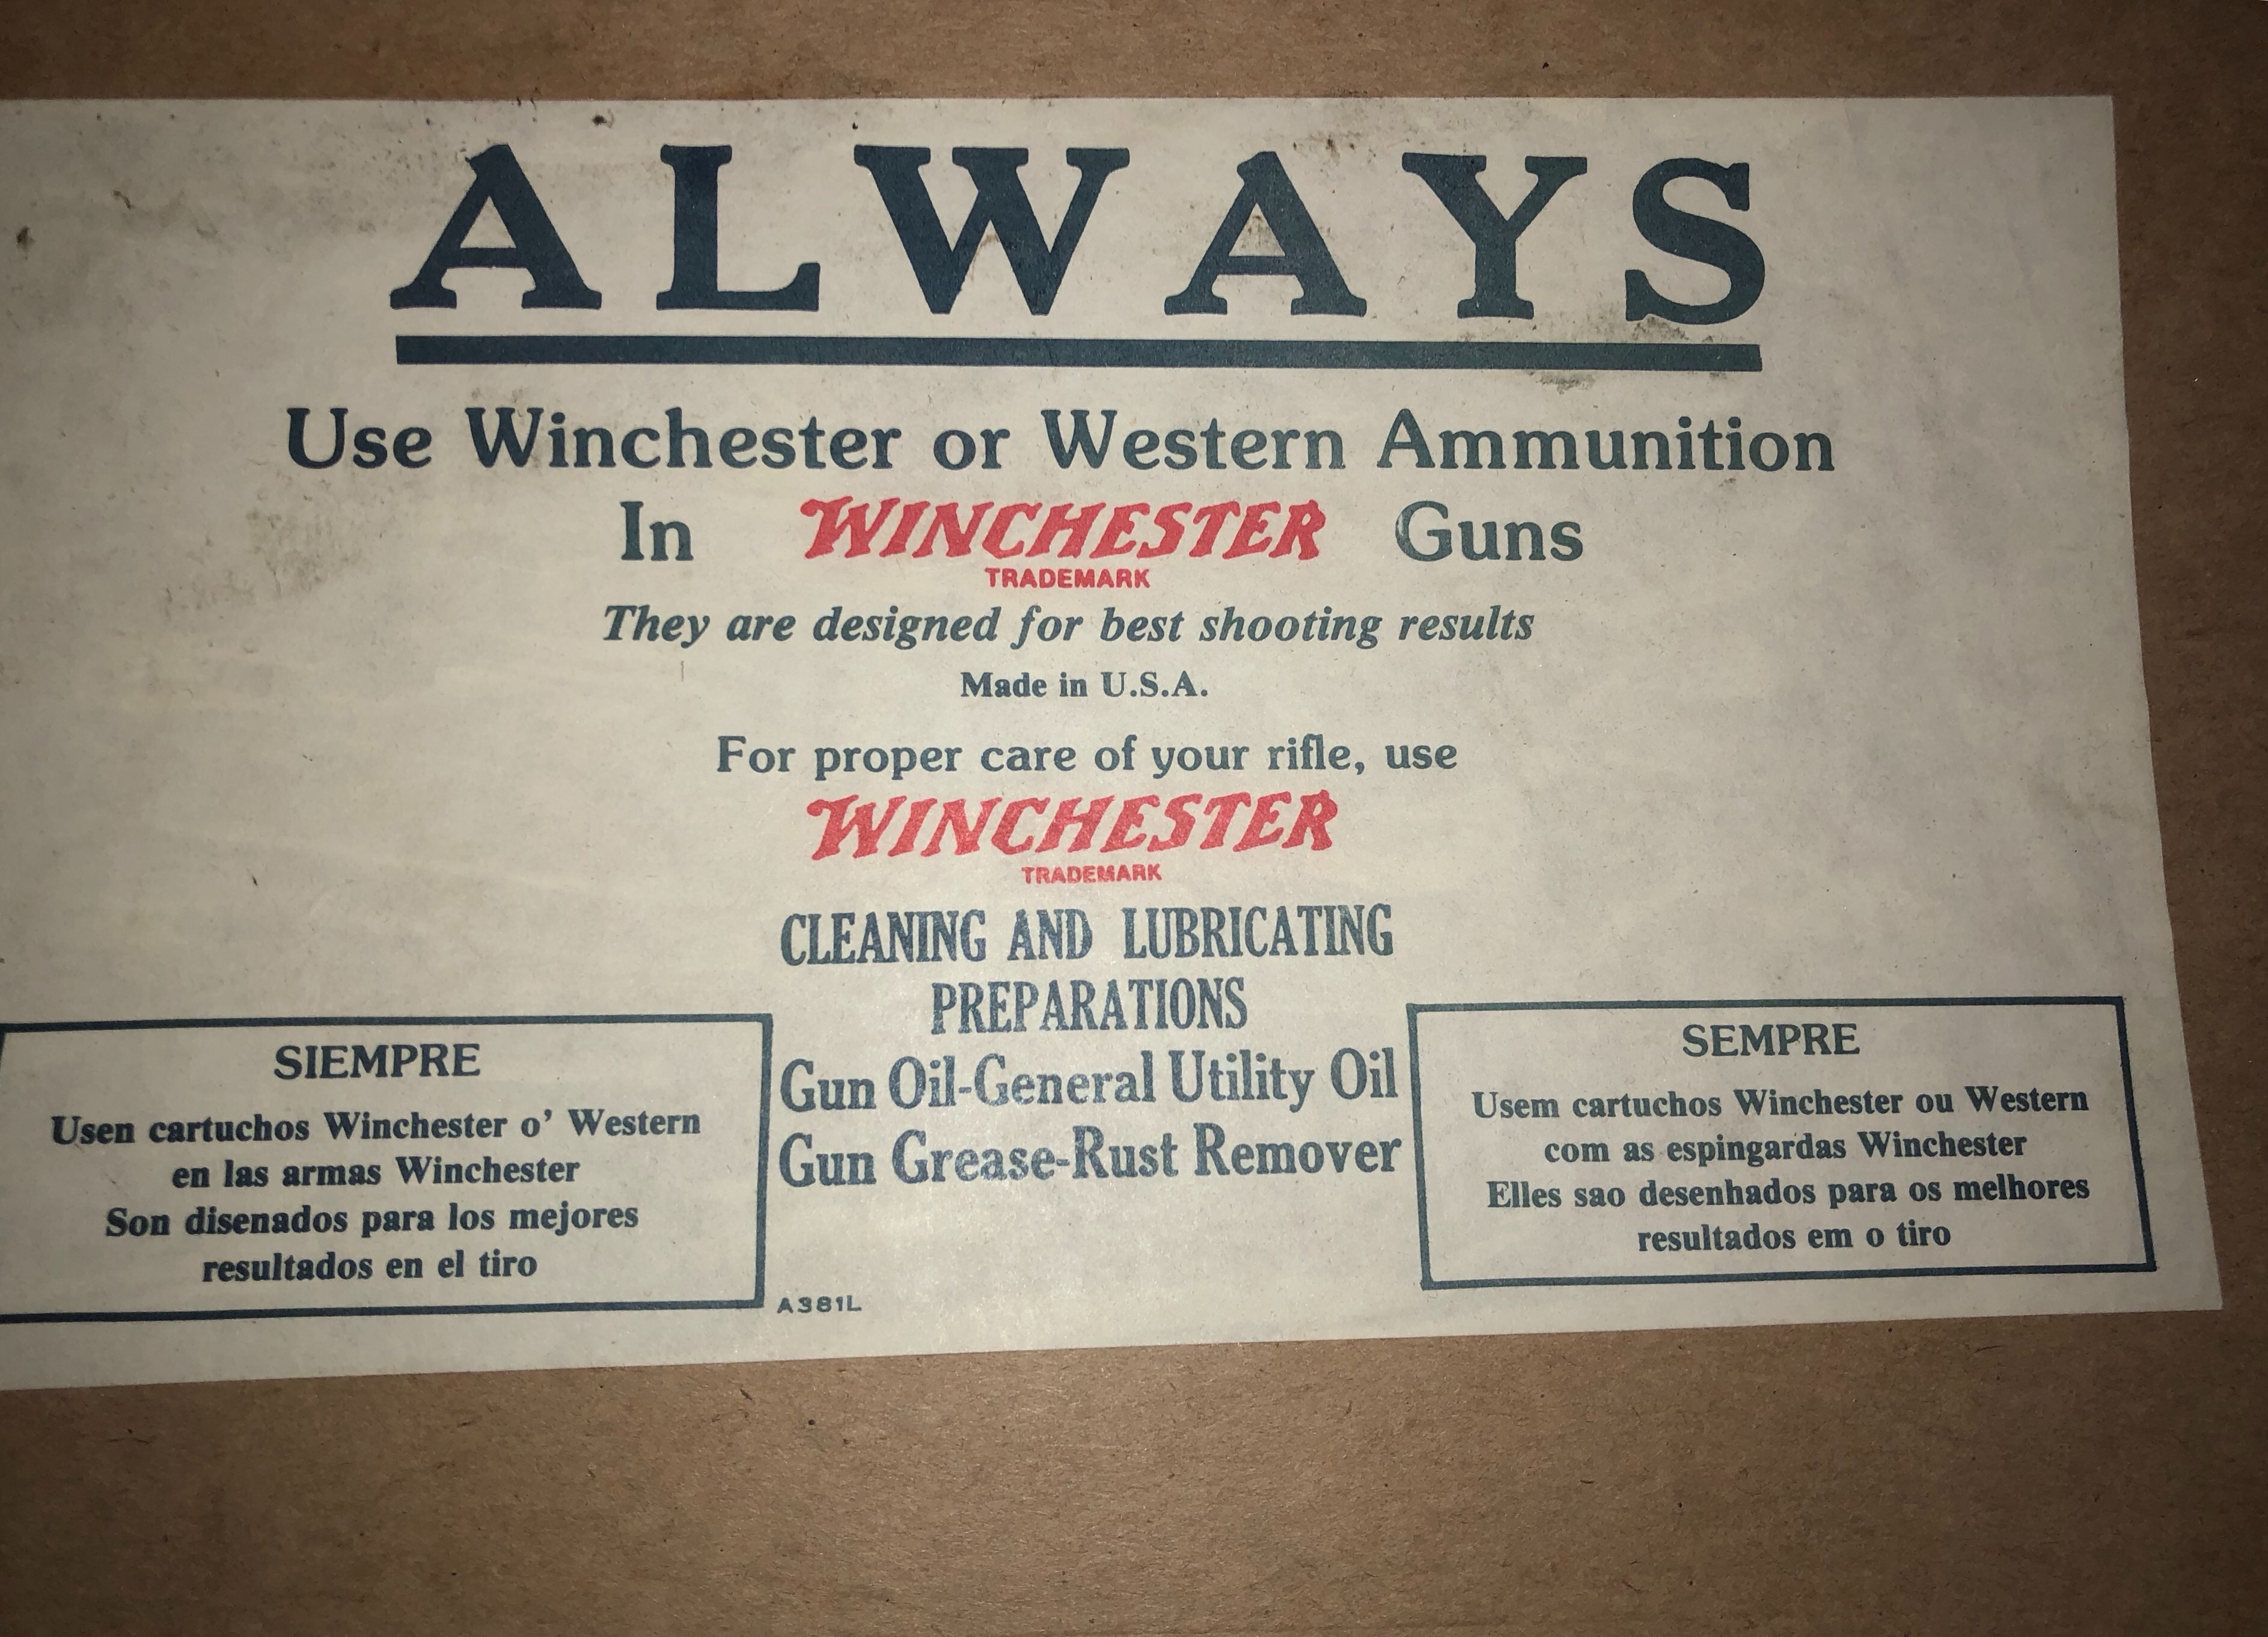 ALWAYS
Use Winchester or Western Ammunition
In WINCHESTER Guns
TRADEMARK
They are designed for best shooting results
Made in U.S.A.
For proper care of your rifle, use
WINCHESTER
TRADEMARK
CLEANING AND LUBRICATING
PREPARATIONS
Gun Oil-General Utility Oil
Gun Grease-Rust Remover
SIEMPRE
Usen cartuchos Winchester o' Western
en las armas Winchester
Son disenados para los mejores
resultados en el tiro
A381L
SEMPRE
Usem cartuchos Winchester ou Western
com as espingardas Winchester
Elles sao desenhados para os melhores
resultados em o tiro